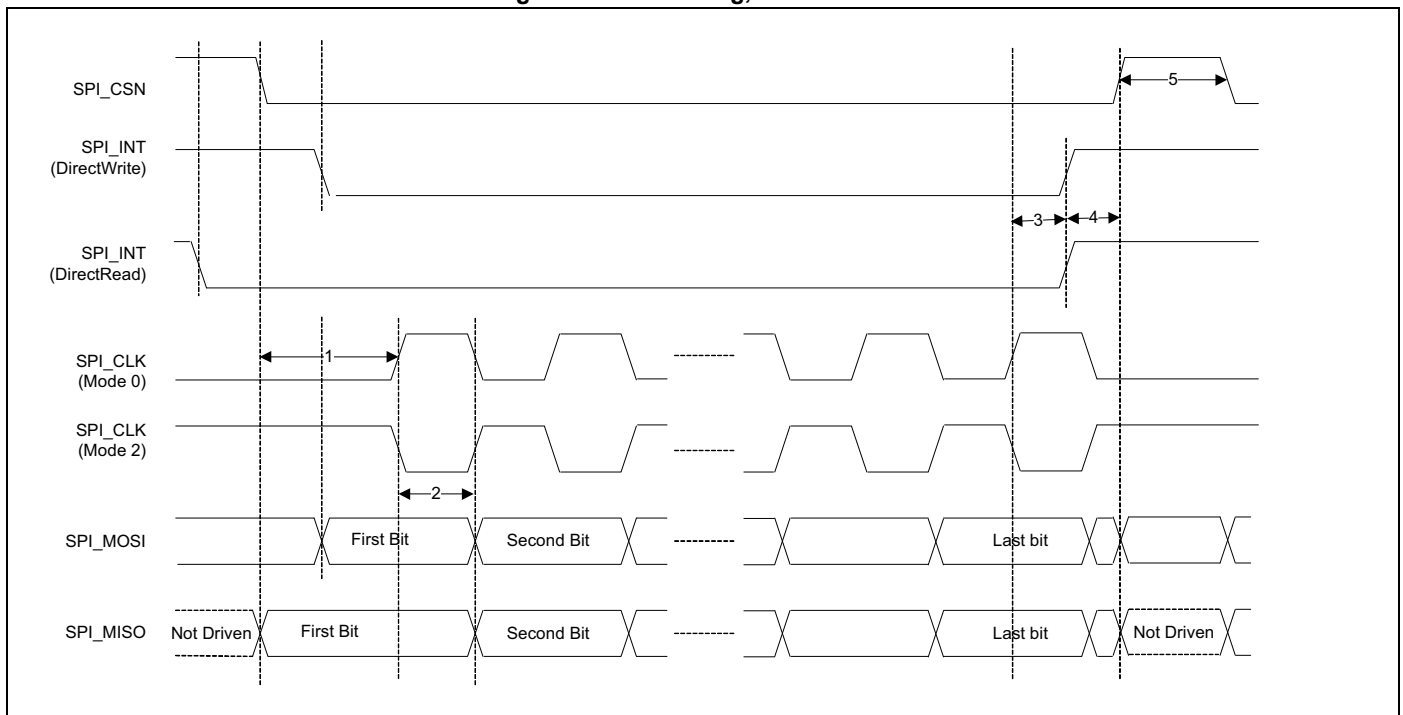 SPI_CSN
5
SPI_INT
(DirectWrite)
3 4
SPI_INT
(DirectRead)
SPI_CLK
(Mode 0)
1
SPI_CLK
(Mode 2)
2
SPI_MOSI First Bit Second Bit Last bit
SPI_MISO Not Driven First Bit Second Bit Last bit Not Driven